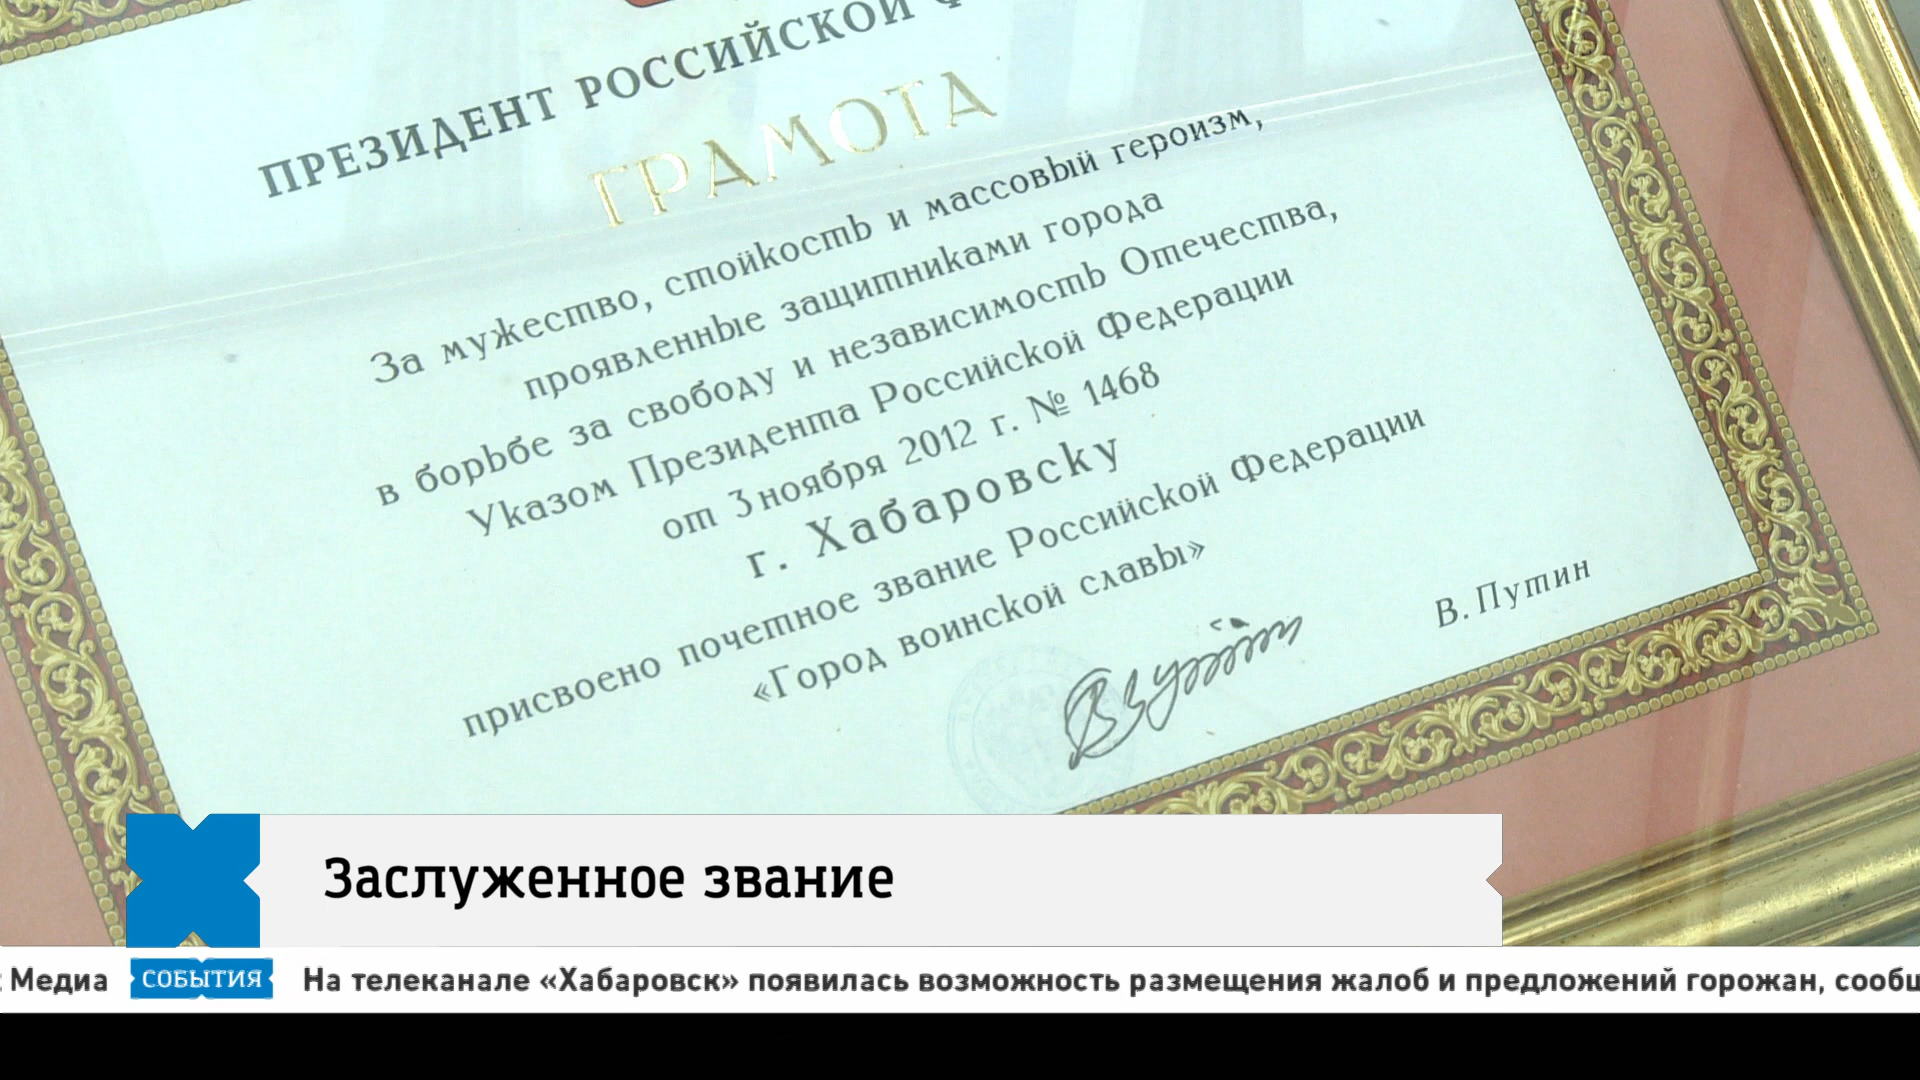 ПРЕЗИДЕНТ РОССИЙСКОЙ
ГРАМОТА
За мужество, стойкость и массовый героизм,
проявленные защитниками города
в борьбе за свободу и независимость Отечества,
Указом Президента Российской Федерации
от 3 ноября 2012 г. № 1468
г. Хабаровску
присвоено почетное звание Российской Федерации
«Город воинской славы»
В. Путин
Заслуженное звание
Медиа СОБЫТИЯ На телеканале «Хабаровск» появилась возможность размещения жалоб и предложений горожан, сообщ